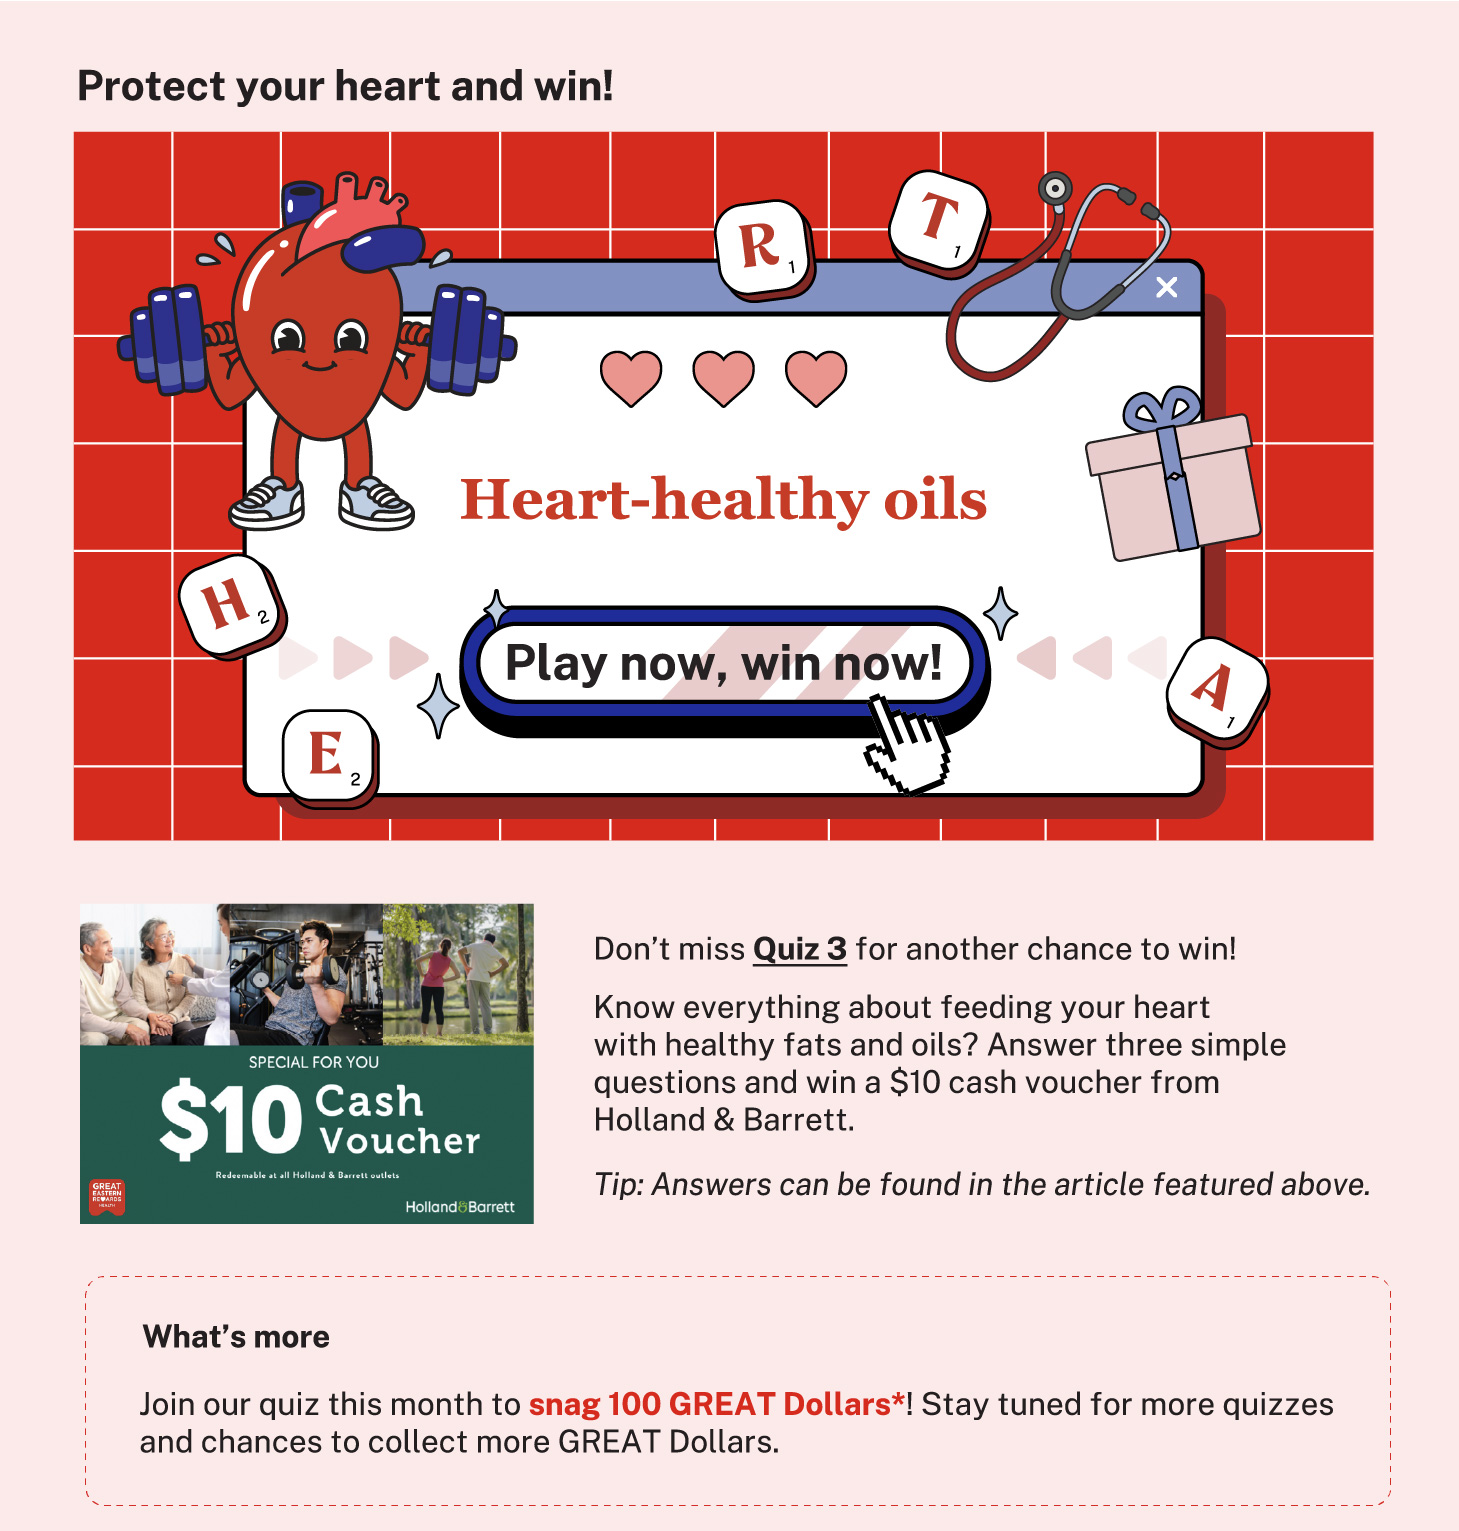 Protect your heart and win!
R 1
T 1
Heart-healthy oils
H 2
Play now, win now!
A 1
E 2
SPECIAL FOR YOU
$10 Cash
Voucher
Redeemable at all Holland & Barrett outlets
GREAT
EASTERN
REWARDS
HEALTH
Holland&Barrett
Don’t miss Quiz 3 for another chance to win!
Know everything about feeding your heart
with healthy fats and oils? Answer three simple
questions and win a $10 cash voucher from
Holland & Barrett.
Tip: Answers can be found in the article featured above.
What’s more
Join our quiz this month to snag 100 GREAT Dollars*! Stay tuned for more quizzes
and chances to collect more GREAT Dollars.